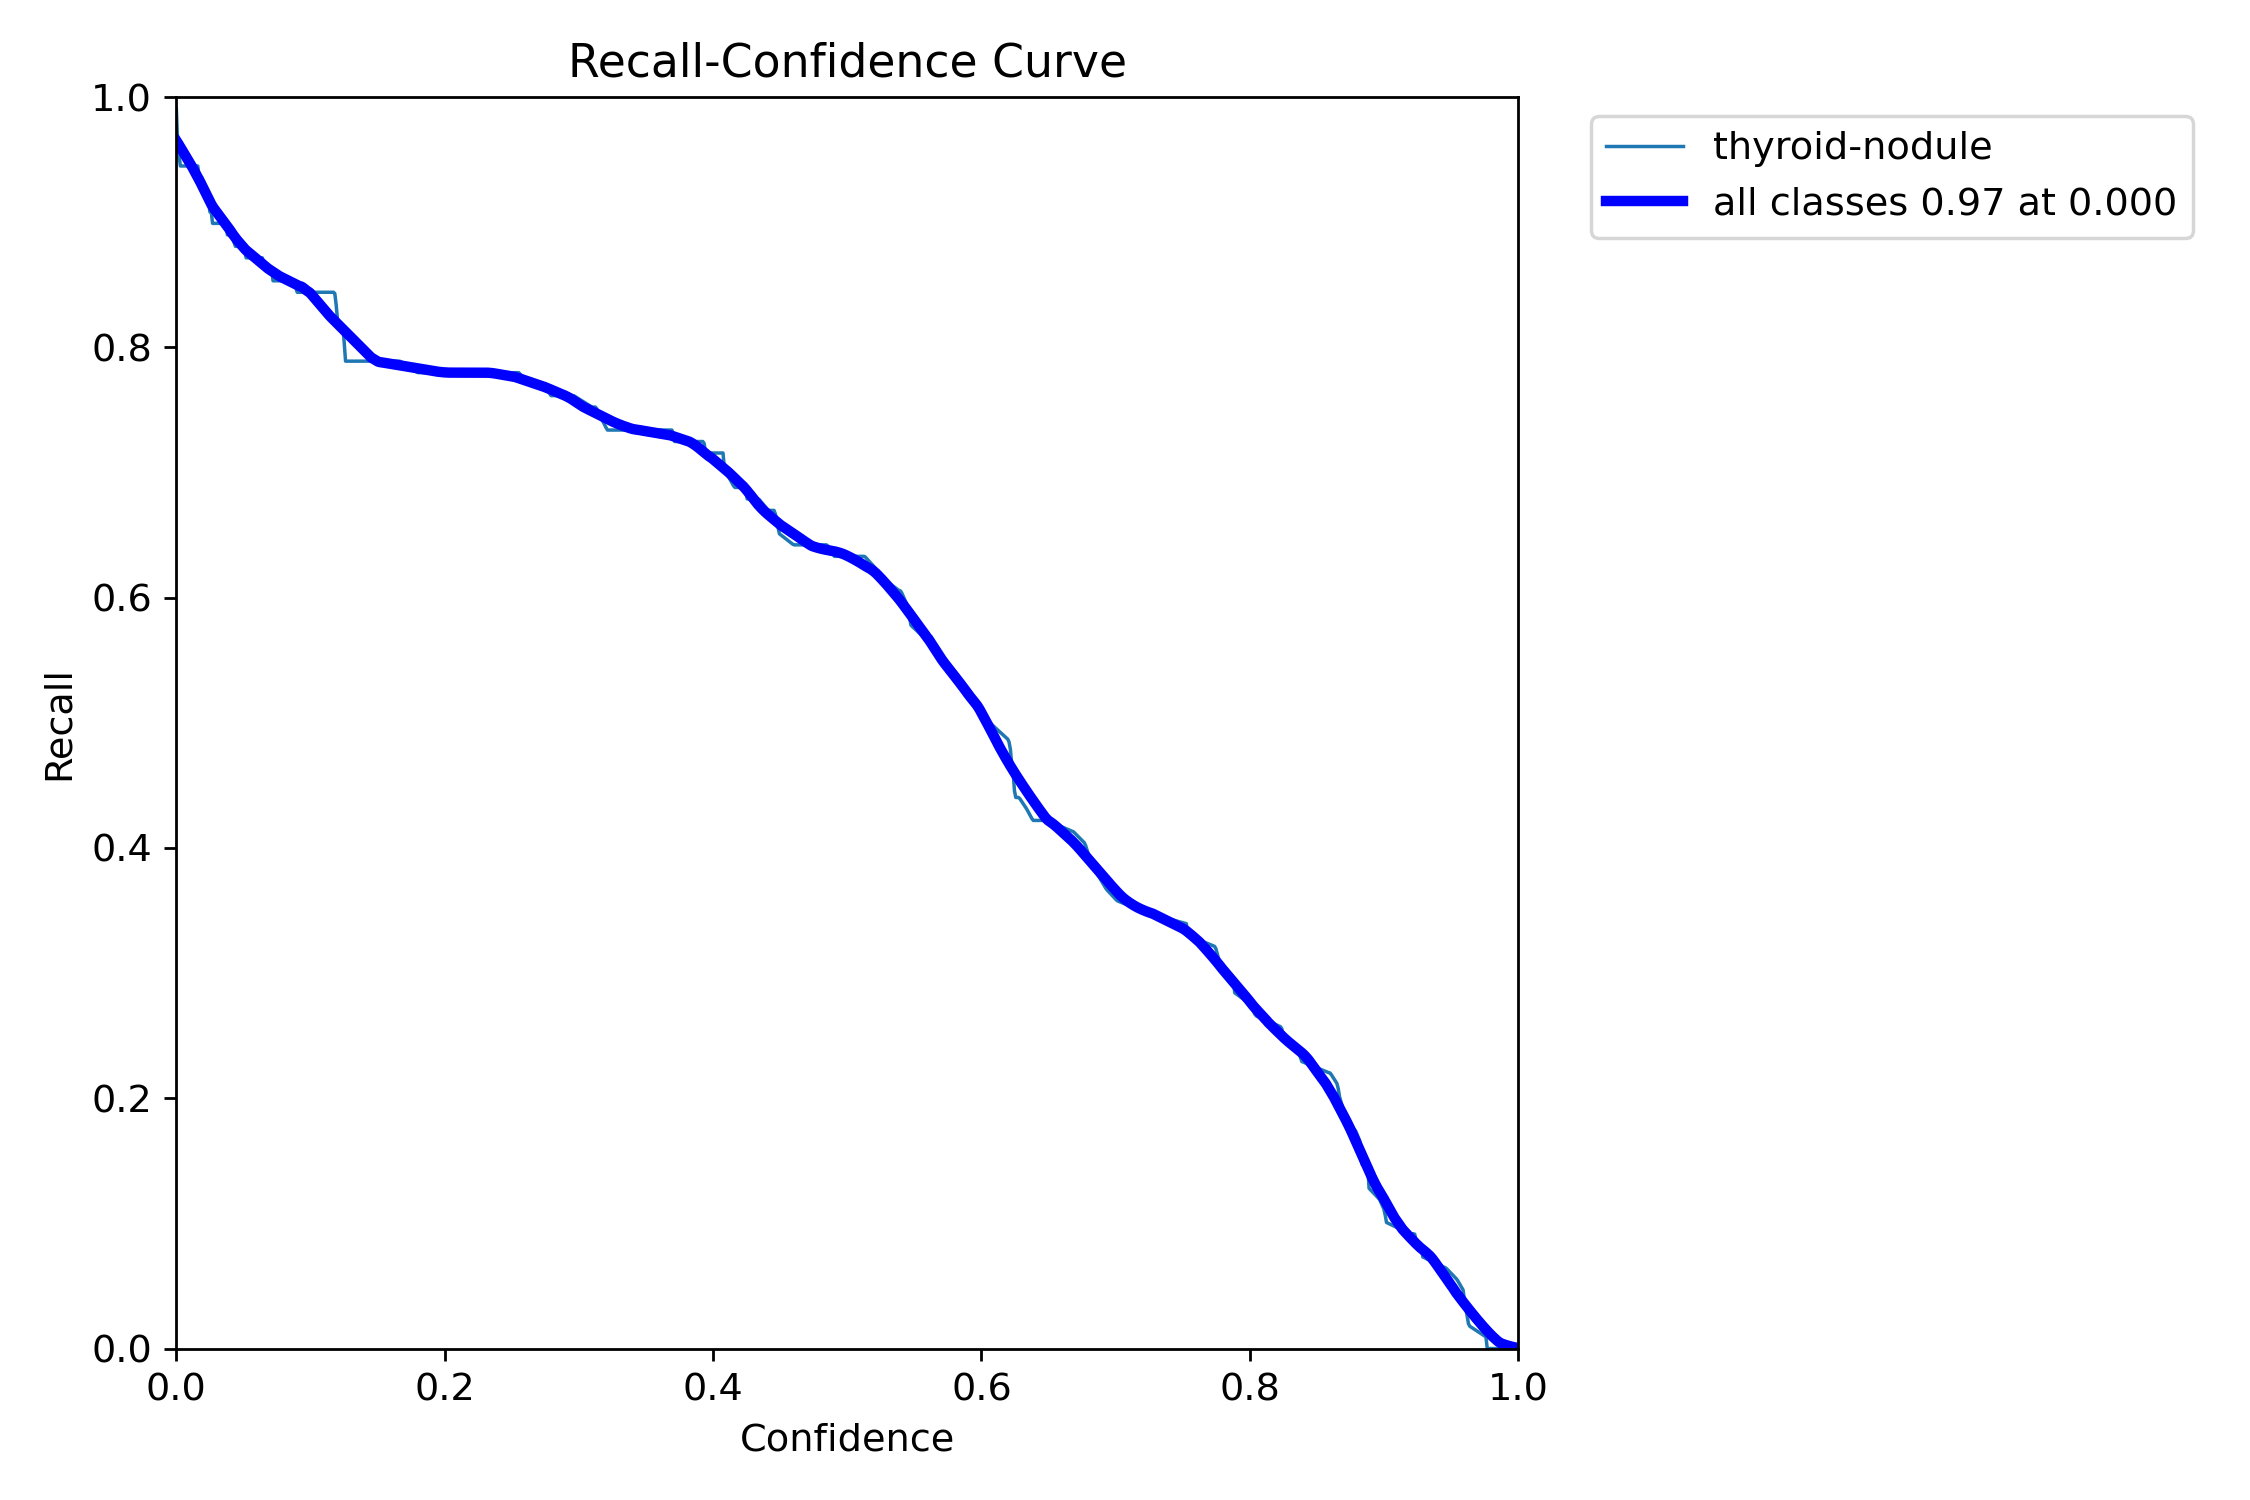 Recall-Confidence Curve
1.0
0.8
0.6
0.4
0.2
0.0
Recall
0.0 0.2 0.4 0.6 0.8 1.0
Confidence
thyroid-nodule
all classes 0.97 at 0.000